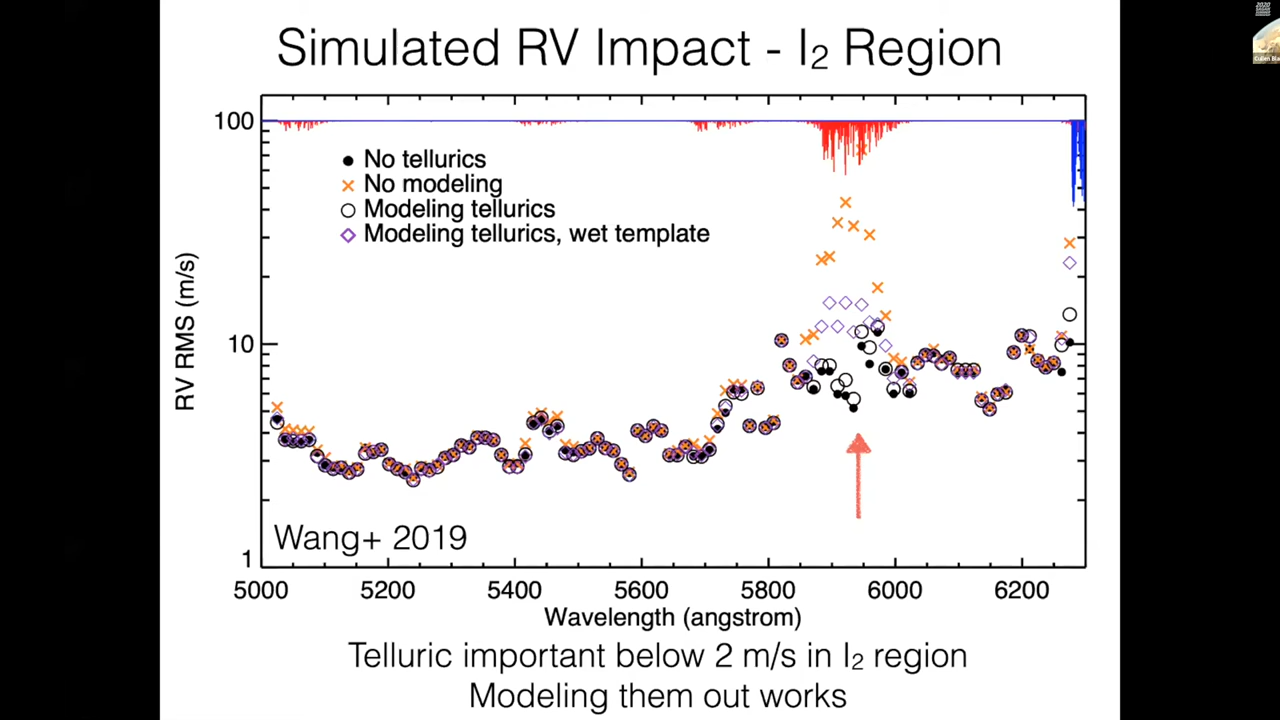 Simulated RV Impact - I₂ Region
100
No tellurics
No modeling
Modeling tellurics
Modeling tellurics, wet template
RV RMS (m/s)
10
Wang+ 2019
1
5000 5200 5400 5600 5800 6000 6200
Wavelength (angstrom)
Telluric important below 2 m/s in I₂ region
Modeling them out works